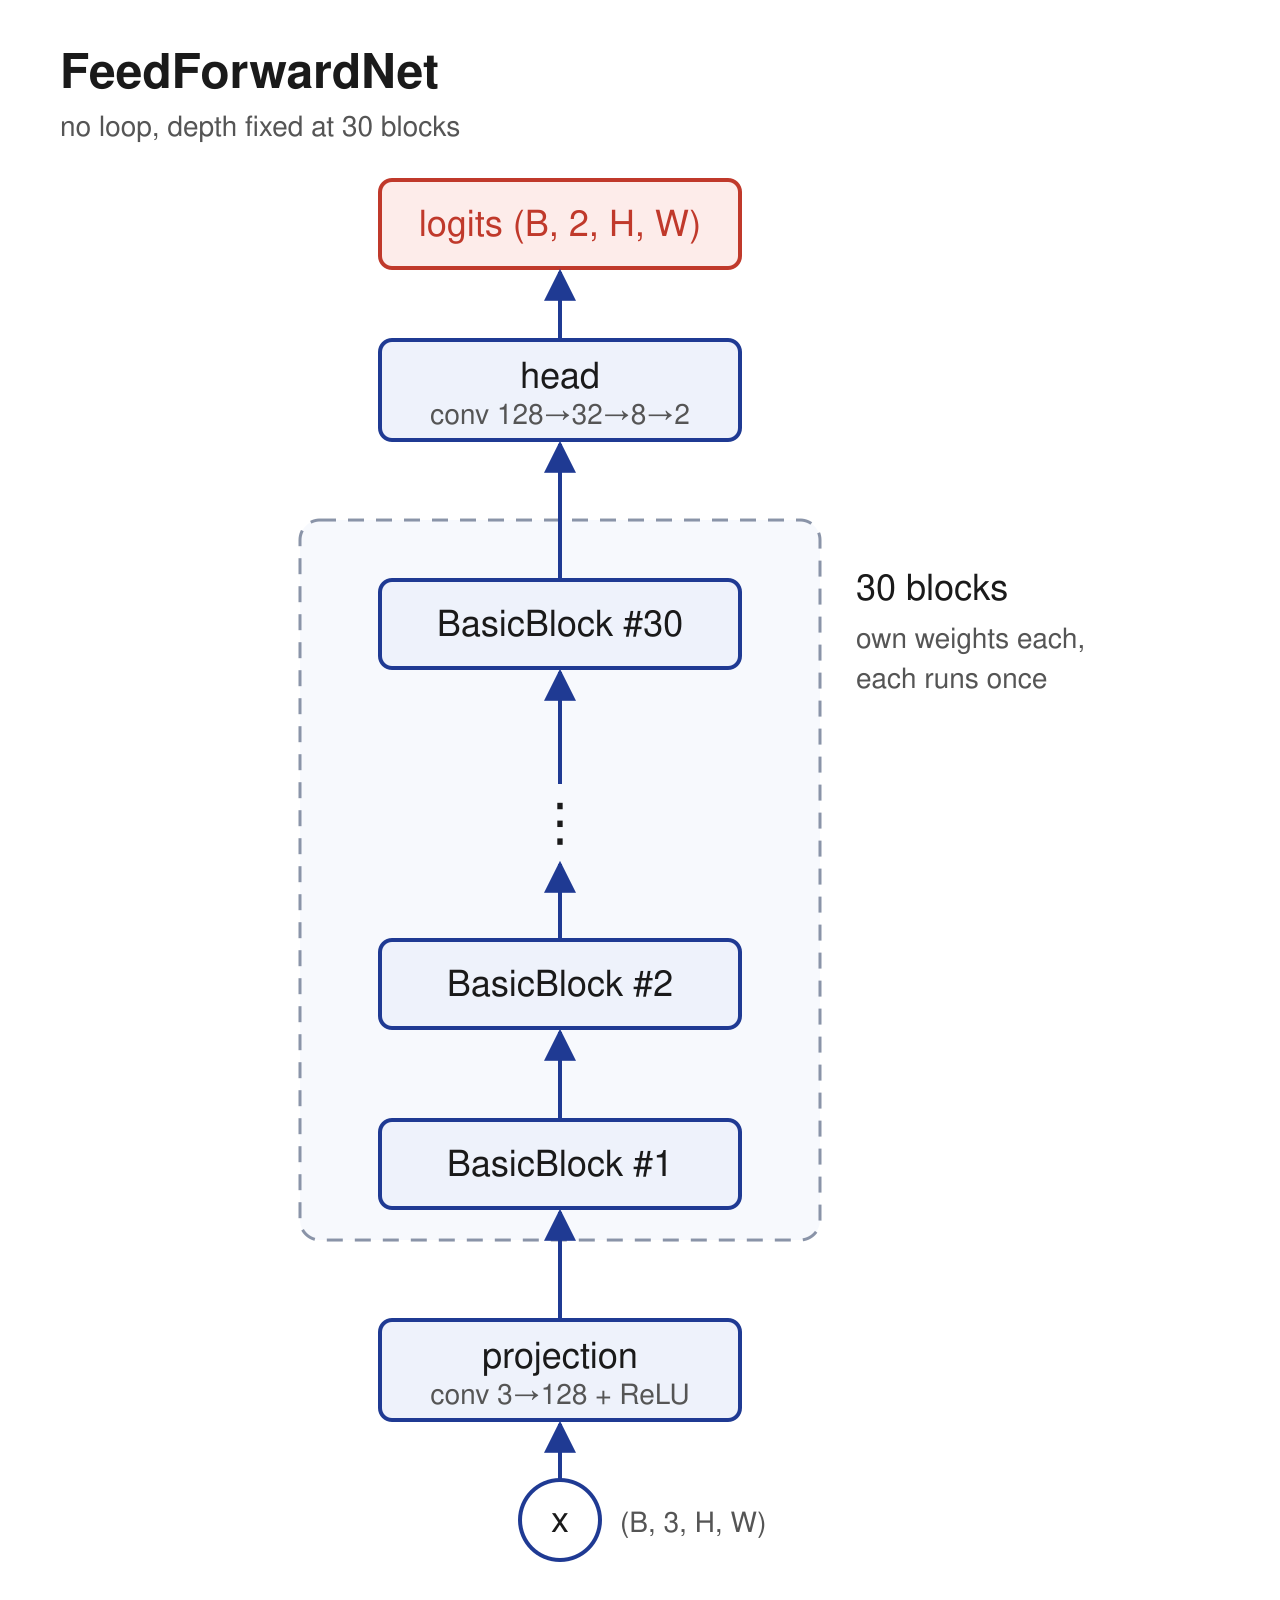 FeedForwardNet
no loop, depth fixed at 30 blocks
logits (B, 2, H, W)
head
conv 128→32→8→2
BasicBlock #30
30 blocks
own weights each,
each runs once
⋮
BasicBlock #2
BasicBlock #1
projection
conv 3→128 + ReLU
x (B, 3, H, W)